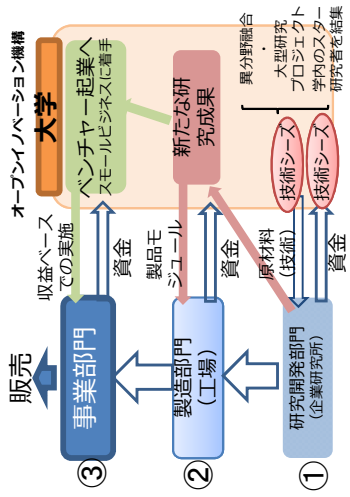 オープンイノベーション機構
大学
販売
③
事業部門
収益ベース
での実施
資金
ベンチャー起業へ
スモールビジネスに着手
②
製造部門
（工場）
製品モ
ジュール
資金
新たな研
究成果
①
研究開発部門
（企業研究所）
原材料
（技術）
資金
技術シーズ
技術シーズ
異分野融合
・
大型研究
プロジェクト
学内のスター
研究者を結集